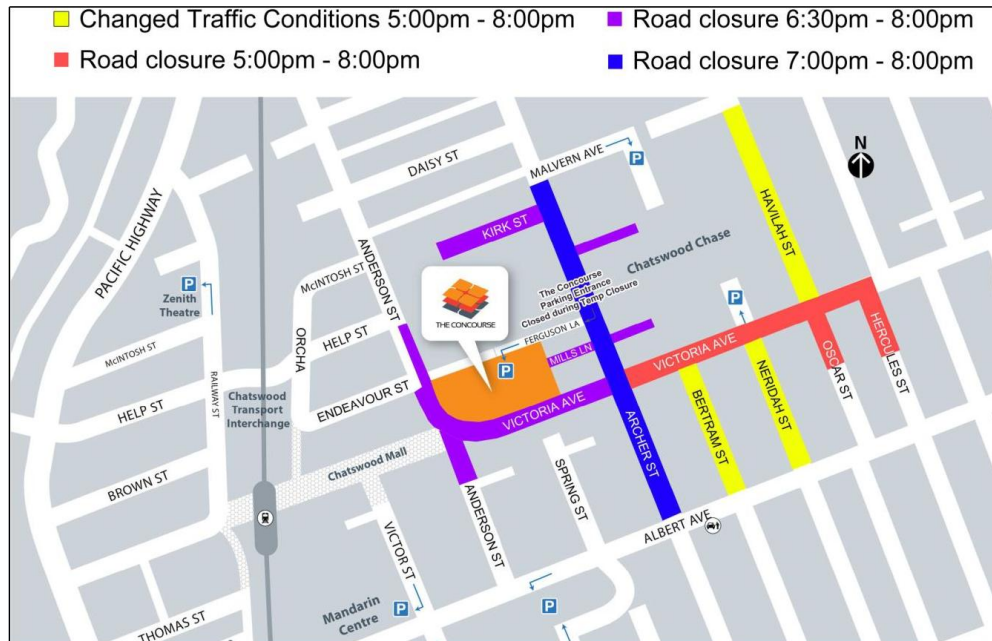 Changed Traffic Conditions 5:00pm - 8:00pm
Road closure 6:30pm - 8:00pm
Road closure 5:00pm - 8:00pm
Road closure 7:00pm - 8:00pm
N
DAISY ST
MALVERN AVE
P
PACIFIC HIGHWAY
KIRK ST
HAVILAH ST
ANDERSON ST
McINTOSH ST
Chatswood Chase
P
Zenith
Theatre
THE CONCOURSE
The Concourse
Parking Entrance
Closed during Temp Closure
P
HELP ST
ORCHA
FERGUSON LA
McINTOSH ST
MILLS LN
P
VICTORIA AVE
HERCULES ST
OSCAR ST
RAILWAY ST
ENDEAVOUR ST
VICTORIA AVE
NERIDAH ST
BERTRAM ST
HELP ST
Chatswood
Transport
Interchange
ARCHER ST
Chatswood Mall
BROWN ST
SPRING ST
ANDERSON ST
ALBERT AVE
VICTOR ST
Mandarin
Centre
P
P
THOMAS ST